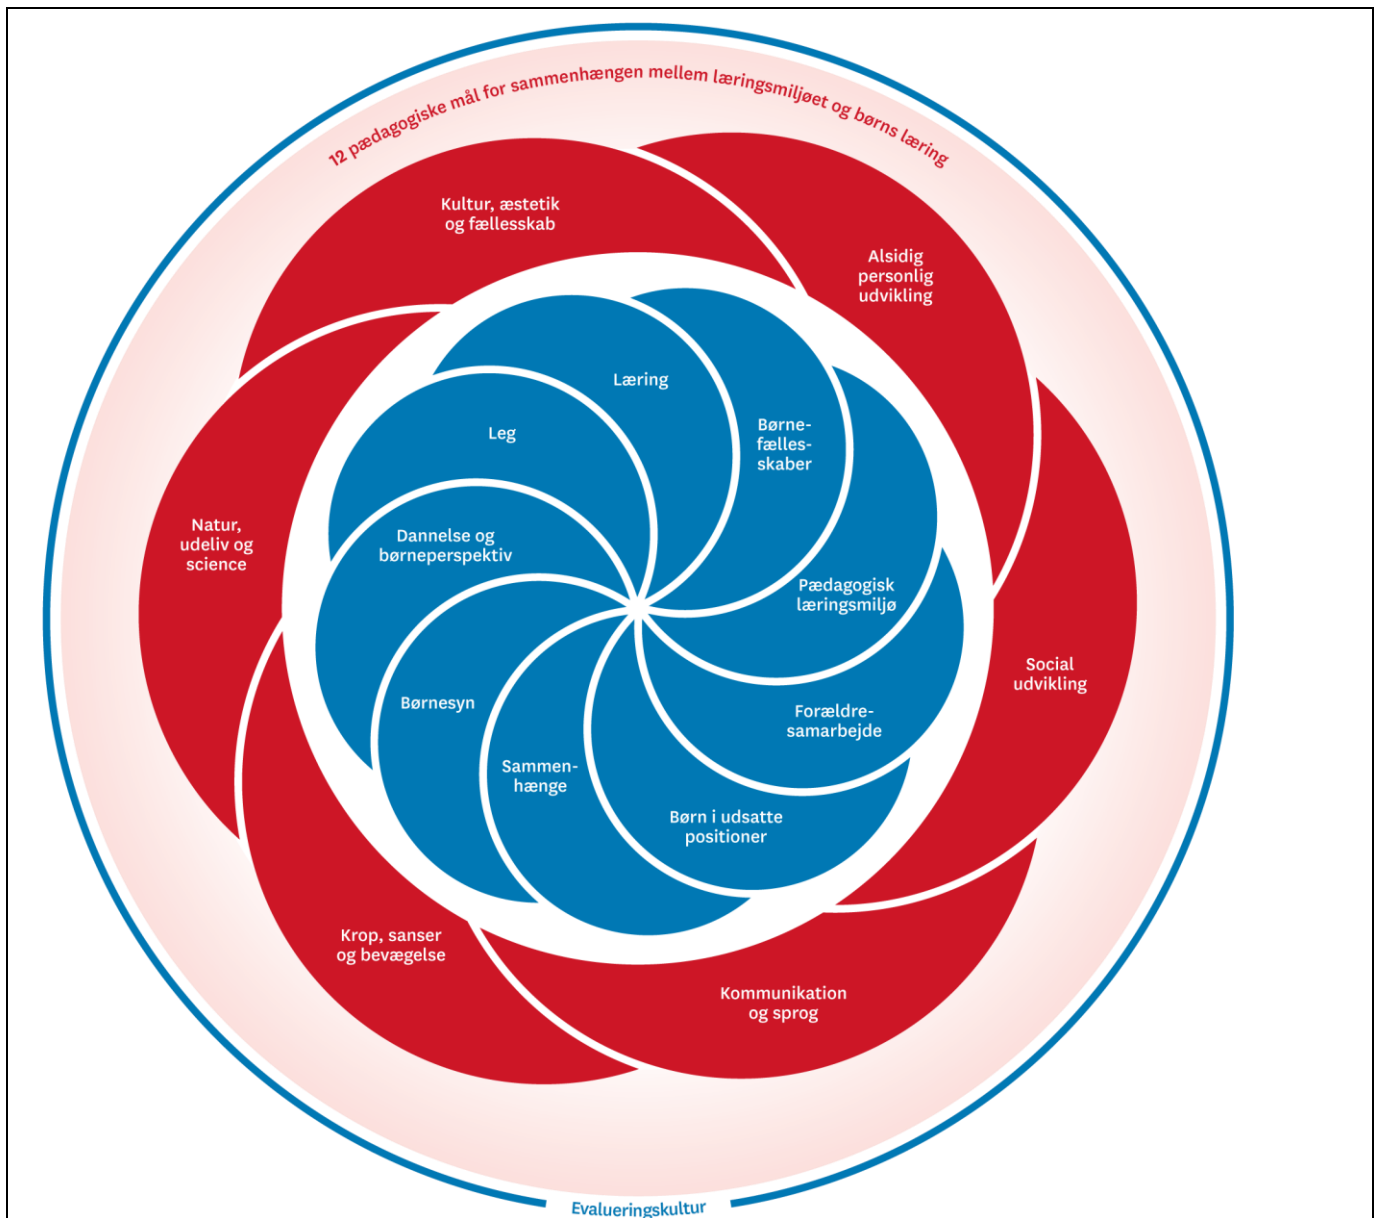 12 pædagogiske mål for sammenhængen mellem læringsmiljøet og børns læring
Kultur, æstetik
og fællesskab
Alsidig
personlig
udvikling
Læring
Børne-
fælles-
skaber
Leg
Natur,
udeliv og
science
Dannelse og
børneperspektiv
Pædagogisk
læringsmiljø
Social
udvikling
Børnesyn
Forældre-
samarbejde
Sammen-
hænge
Børn i udsatte
positioner
Krop, sanser
og bevægelse
Kommunikation
og sprog
Evalueringskultur